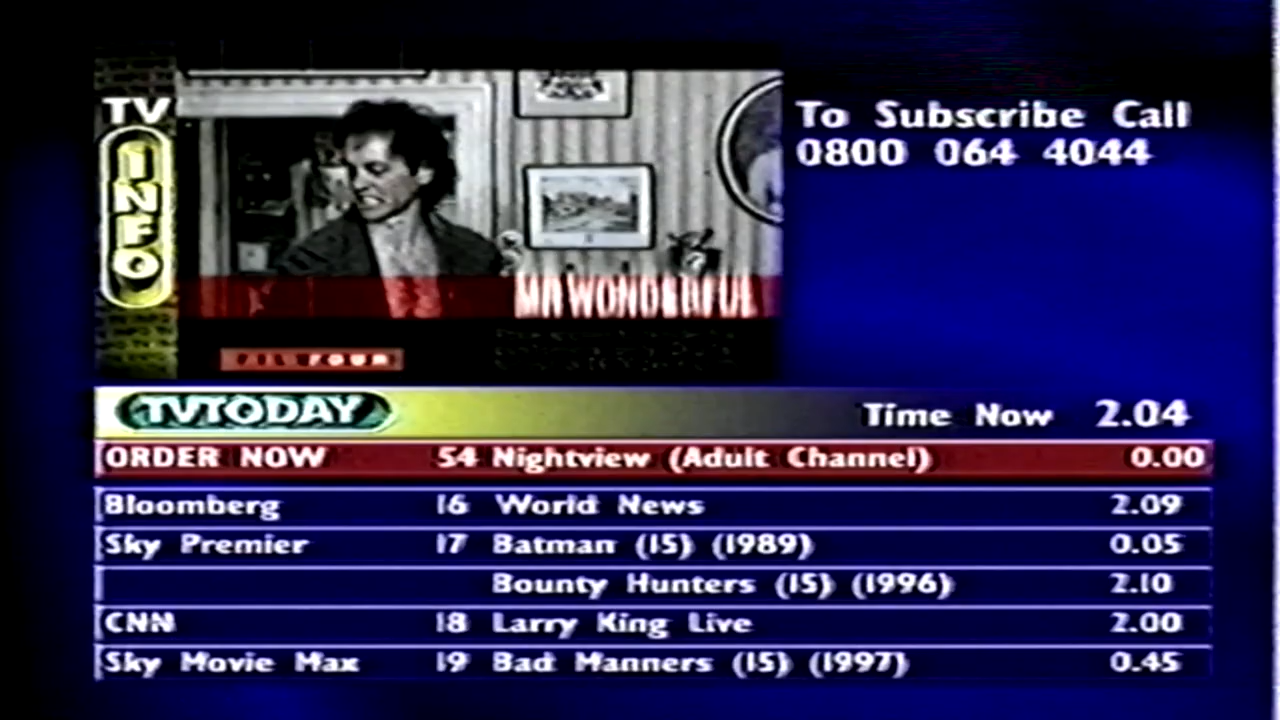 TV
INFO
To Subscribe Call
0800 064 4044
MR WONDERFUL
FILMFOUR
TVTODAY
Time Now 2.04
ORDER NOW 54 Nightview (Adult Channel) 0.00
Bloomberg 16 World News 2.09
Sky Premier 17 Batman (15) (1989) 0.05
Bounty Hunters (15) (1996) 2.10
CNN 18 Larry King Live 2.00
Sky Movie Max 19 Bad Manners (15) (1997) 0.45